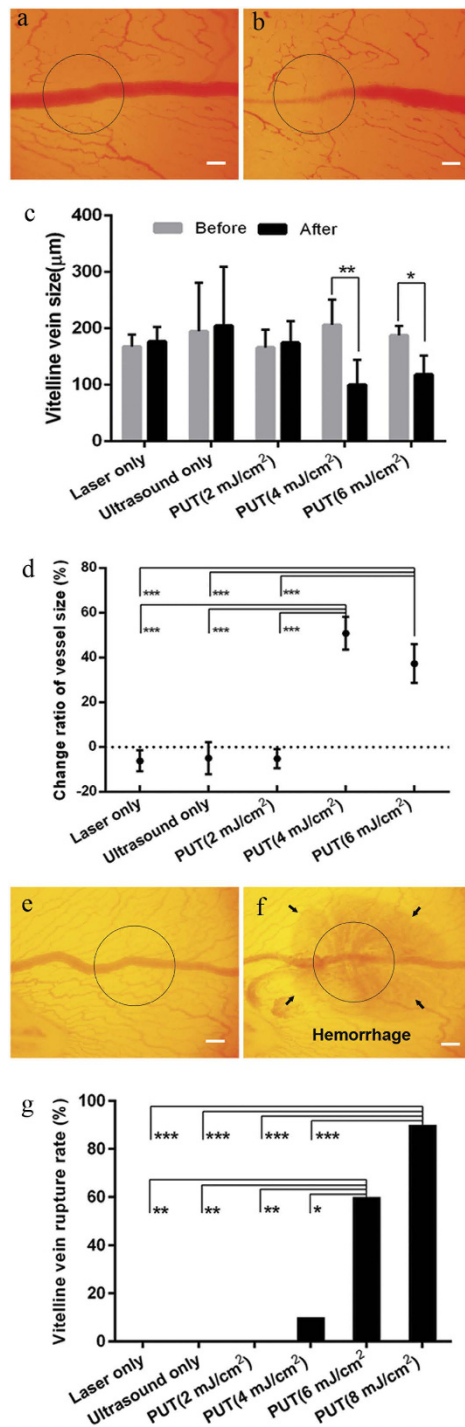 a
b
c
Before
After
Vitelline vein size(μm)
400
300
200
100
0
**
*
Laser only
Ultrasound only
PUT(2 mJ/cm²)
PUT(4 mJ/cm²)
PUT(6 mJ/cm²)
d
Change ratio of vessel size (%)
80
60
40
20
0
-20
***
***
***
***
***
***
Laser only
Ultrasound only
PUT(2 mJ/cm²)
PUT(4 mJ/cm²)
PUT(6 mJ/cm²)
e
f
Hemorrhage
g
Vitelline vein rupture rate (%)
100
80
60
40
20
0
***
***
***
***
**
**
**
*
Laser only
Ultrasound only
PUT(2 mJ/cm²)
PUT(4 mJ/cm²)
PUT(6 mJ/cm²)
PUT(8 mJ/cm²)